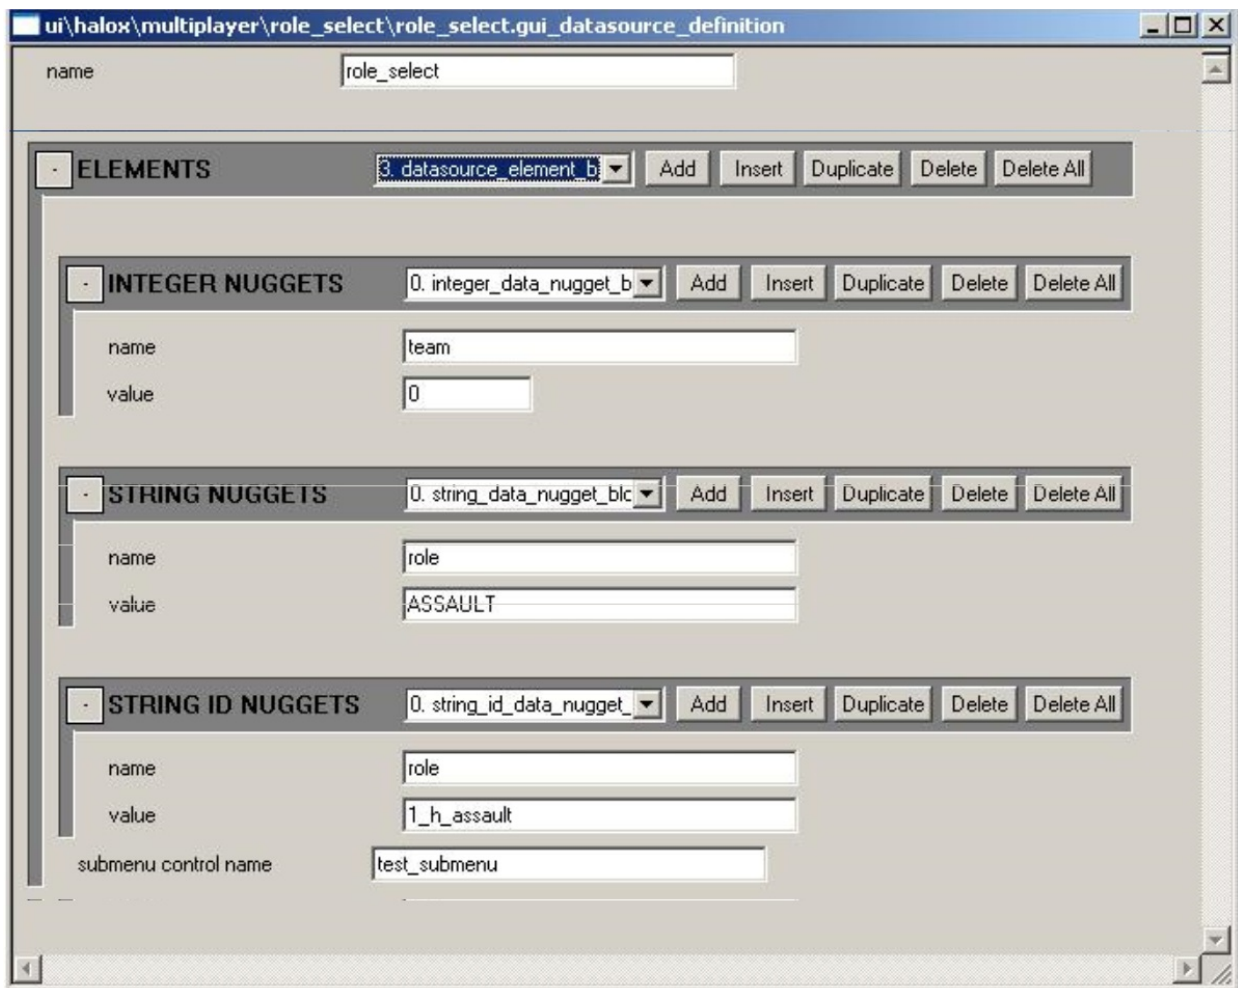 ui\halox\multiplayer\role_select\role_select.gui_datasource_definition
name role_select
- ELEMENTS 3. datasource_element_b Add Insert Duplicate Delete Delete All
- INTEGER NUGGETS 0. integer_data_nugget_b Add Insert Duplicate Delete Delete All
name team
value 0
- STRING NUGGETS 0. string_data_nugget_blc Add Insert Duplicate Delete Delete All
name role
value ASSAULT
- STRING ID NUGGETS 0. string_id_data_nugget_ Add Insert Duplicate Delete Delete All
name role
value 1_h_assault
submenu control name test_submenu